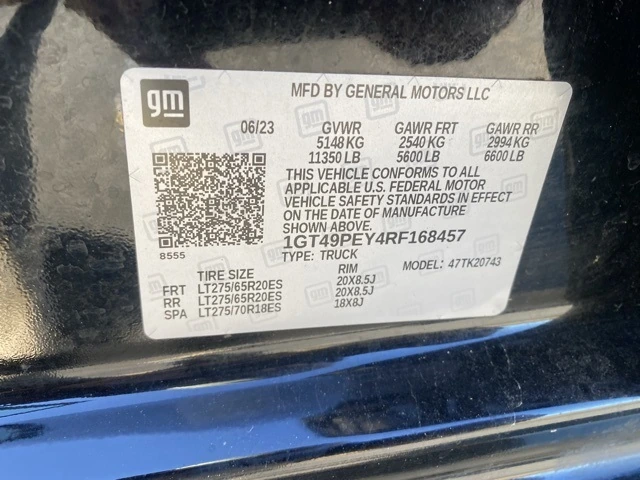 gm
MFD BY GENERAL MOTORS LLC
06/23 GVWR GAWR FRT GAWR RR
5148 KG 2540 KG 2994 KG
11350 LB 5600 LB 6600 LB
THIS VEHICLE CONFORMS TO ALL
APPLICABLE U.S. FEDERAL MOTOR
VEHICLE SAFETY STANDARDS IN EFFECT
ON THE DATE OF MANUFACTURE
SHOWN ABOVE.
1GT49PEY4RF168457
8555
TYPE: TRUCK MODEL: 47TK20743
TIRE SIZE RIM
FRT LT275/65R20ES 20X8.5J
RR LT275/65R20ES 20X8.5J
SPA LT275/70R18ES 18X8J